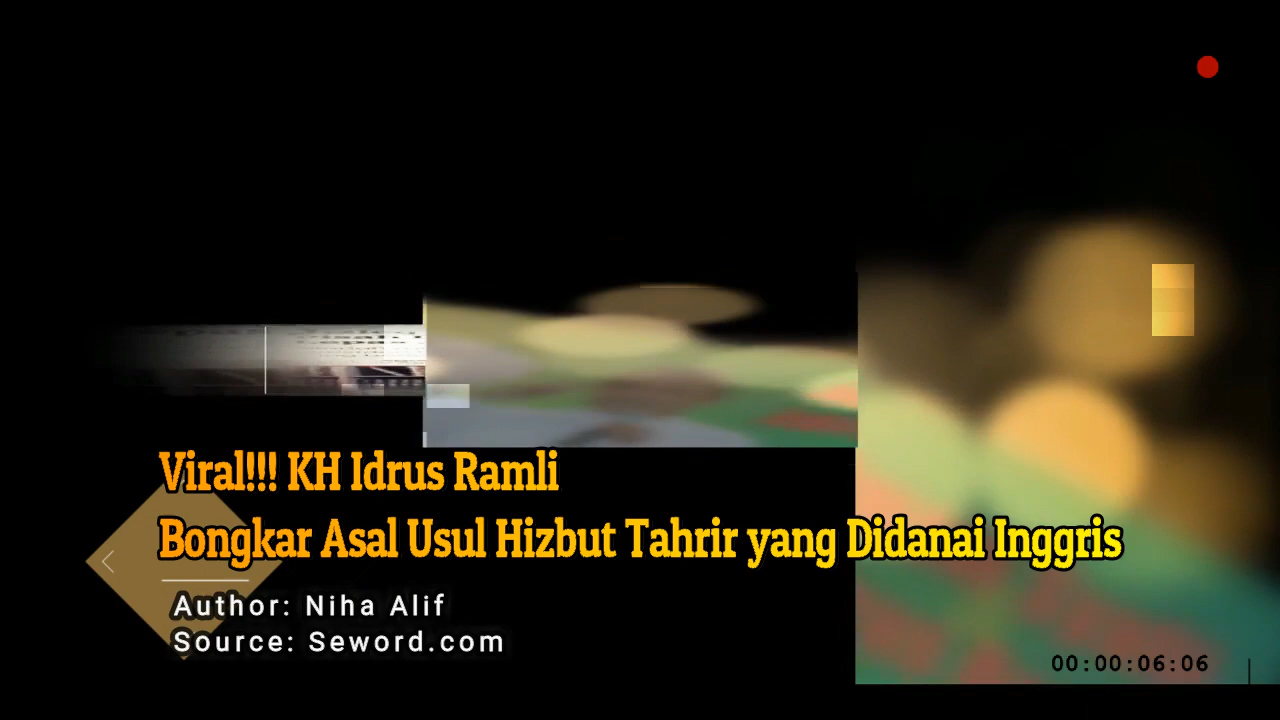 Viral!!! KH Idrus Ramli
Bongkar Asal Usul Hizbut Tahrir yang Didanai Inggris
Author: Niha Alif
Source: Seword.com
00:00:06:06